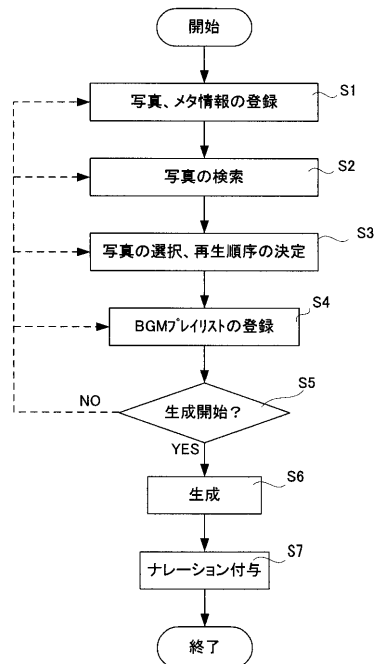 開始
写真、メタ情報の登録
S1
写真の検索
S2
写真の選択、再生順序の決定
S3
BGMﾌﾟﾚｲﾘｽﾄの登録
S4
生成開始？
S5
NO
YES
生成
S6
ナレーション付与
S7
終了